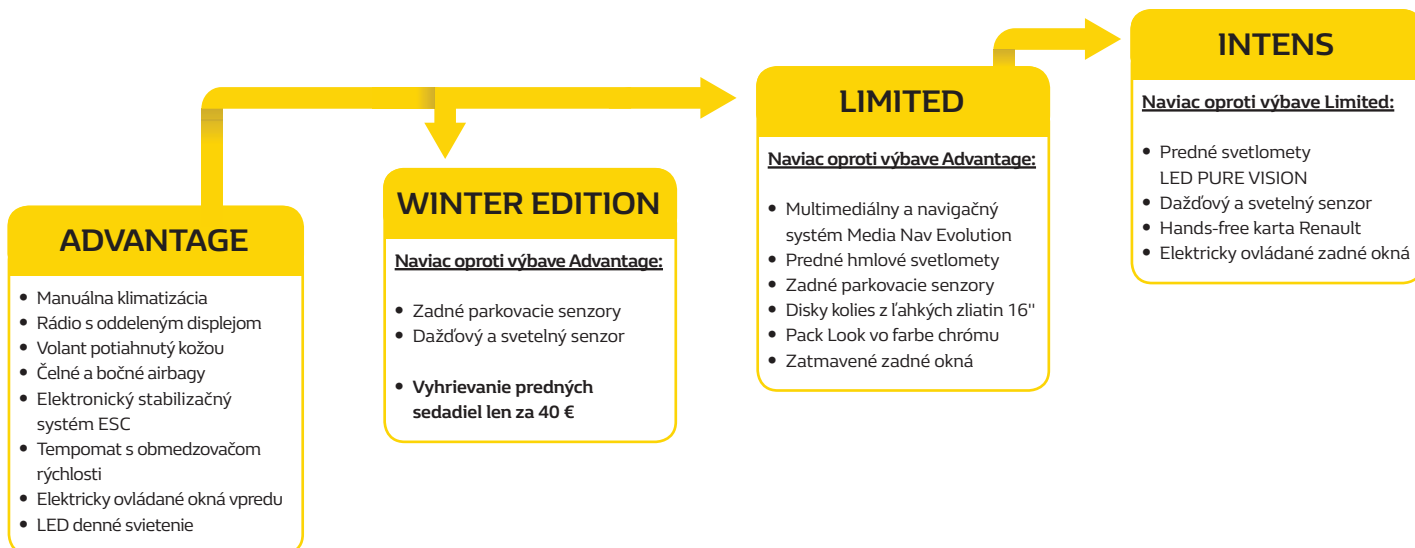 ADVANTAGE
• Manuálna klimatizácia
• Rádio s oddeleným displejom
• Volant potiahnutý kožou
• Čelné a bočné airbagy
• Elektronický stabilizačný
systém ESC
• Tempomat s obmedzovačom
rýchlosti
• Elektricky ovládané okná vpredu
• LED denné svietenie
WINTER EDITION
Naviac oproti výbave Advantage:
• Zadné parkovacie senzory
• Dažďový a svetelný senzor
• Vyhrievanie predných
sedadiel len za 40 €
LIMITED
Naviac oproti výbave Advantage:
• Multimediálny a navigačný
systém Media Nav Evolution
• Predné hmlové svetlomety
• Zadné parkovacie senzory
• Disky kolies z ľahkých zliatin 16"
• Pack Look vo farbe chrómu
• Zatmavené zadné okná
INTENS
Naviac oproti výbave Limited:
• Predné svetlomety
LED PURE VISION
• Dažďový a svetelný senzor
• Hands-free karta Renault
• Elektricky ovládané zadné okná